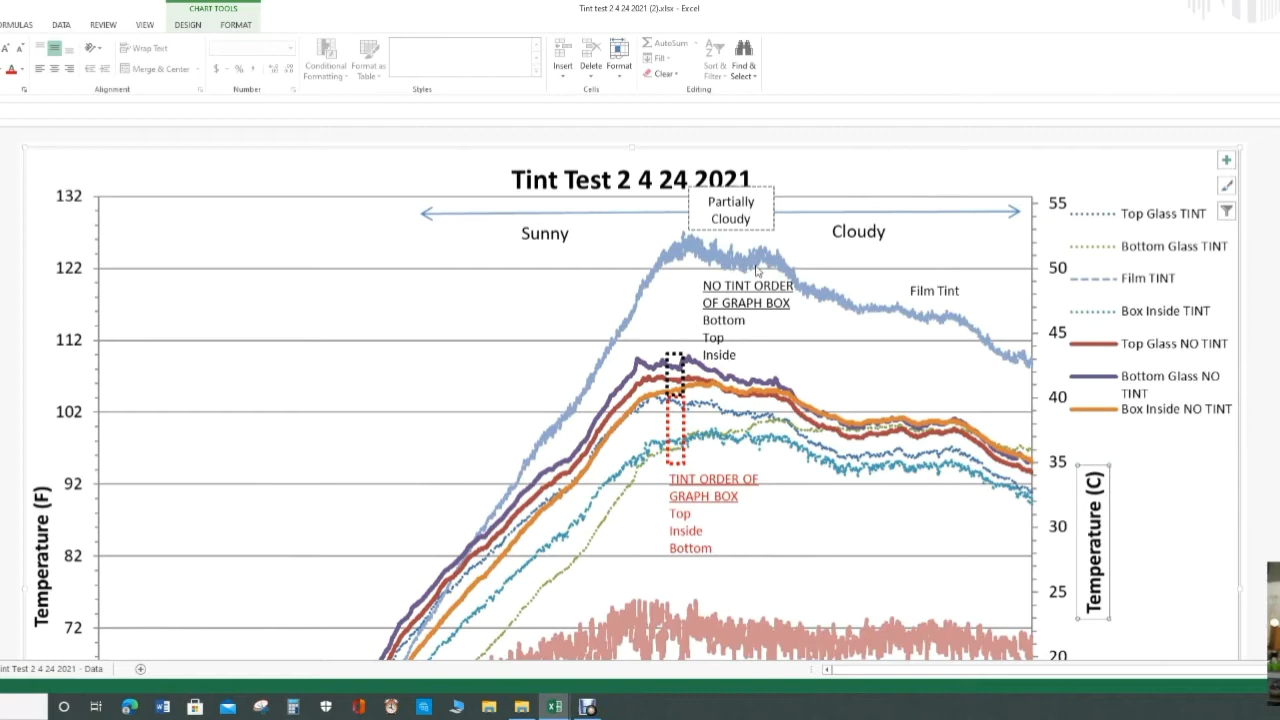 CHART TOOLS
Tint test 2 4 24 2021 (2).xlsx - Excel
ORMULAS DATA REVIEW VIEW DESIGN FORMAT
Wrap Text
Merge & Center
$ - % ,
Conditional Formatting
Format as Table
Insert Delete Format
AutoSum
Fill
Clear
Sort & Filter
Find & Select
Alignment Number Styles Cells Editing
Tint Test 2 4 24 2021
Partially
Cloudy
Sunny
Cloudy
132
122
112
102
92
82
72
Temperature (F)
NO TINT ORDER
OF GRAPH BOX
Bottom
Top
Inside
Film Tint
TINT ORDER OF
GRAPH BOX
Top
Inside
Bottom
55
50
45
40
35
30
25
20
Temperature (C)
Top Glass TINT
Bottom Glass TINT
Film TINT
Box Inside TINT
Top Glass NO TINT
Bottom Glass NO
TINT
Box Inside NO TINT
int Test 2 4 24 2021 - Data